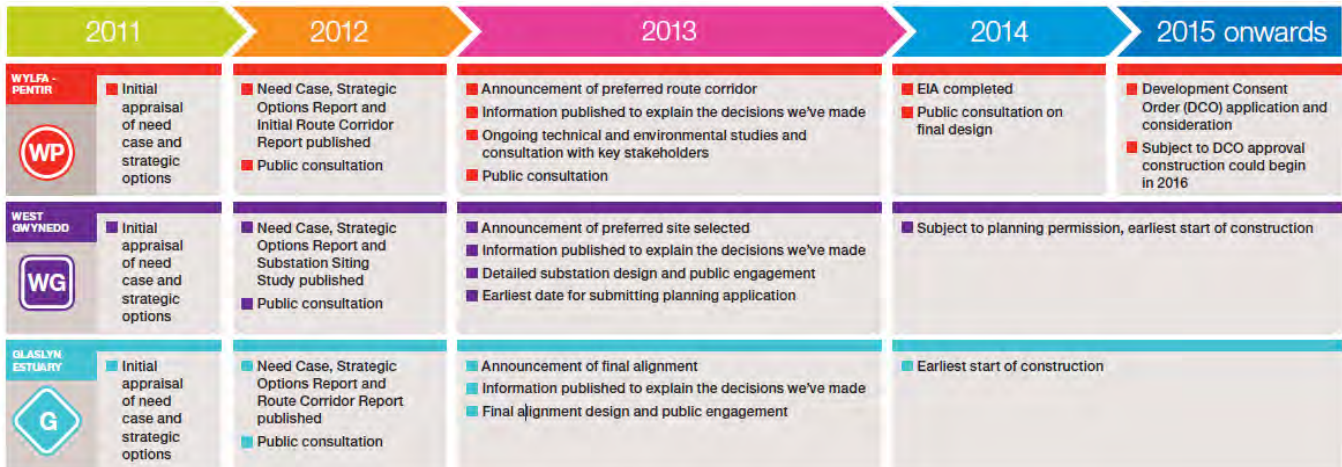 2011
2012
2013
2014
2015 onwards
WYLFA -
PENTIR
WP
Initial
appraisal
of need
case and
strategic
options
Need Case, Strategic
Options Report and
Initial Route Corridor
Report published
Public consultation
Announcement of preferred route corridor
Information published to explain the decisions we've made
Ongoing technical and environmental studies and
consultation with key stakeholders
Public consultation
EIA completed
Public consultation on
final design
Development Consent
Order (DCO) application and
consideration
Subject to DCO approval
construction could begin
in 2016
WEST
GWYNEDD
WG
Initial
appraisal
of need
case and
strategic
options
Need Case, Strategic
Options Report and
Substation Siting
Study published
Public consultation
Announcement of preferred site selected
Information published to explain the decisions we've made
Detailed substation design and public engagement
Earliest date for submitting planning application
Subject to planning permission, earliest start of construction
GLASLYN
ESTUARY
G
Initial
appraisal
of need
case and
strategic
options
Need Case, Strategic
Options Report and
Route Corridor Report
published
Public consultation
Announcement of final alignment
Information published to explain the decisions we've made
Final alignment design and public engagement
Earliest start of construction